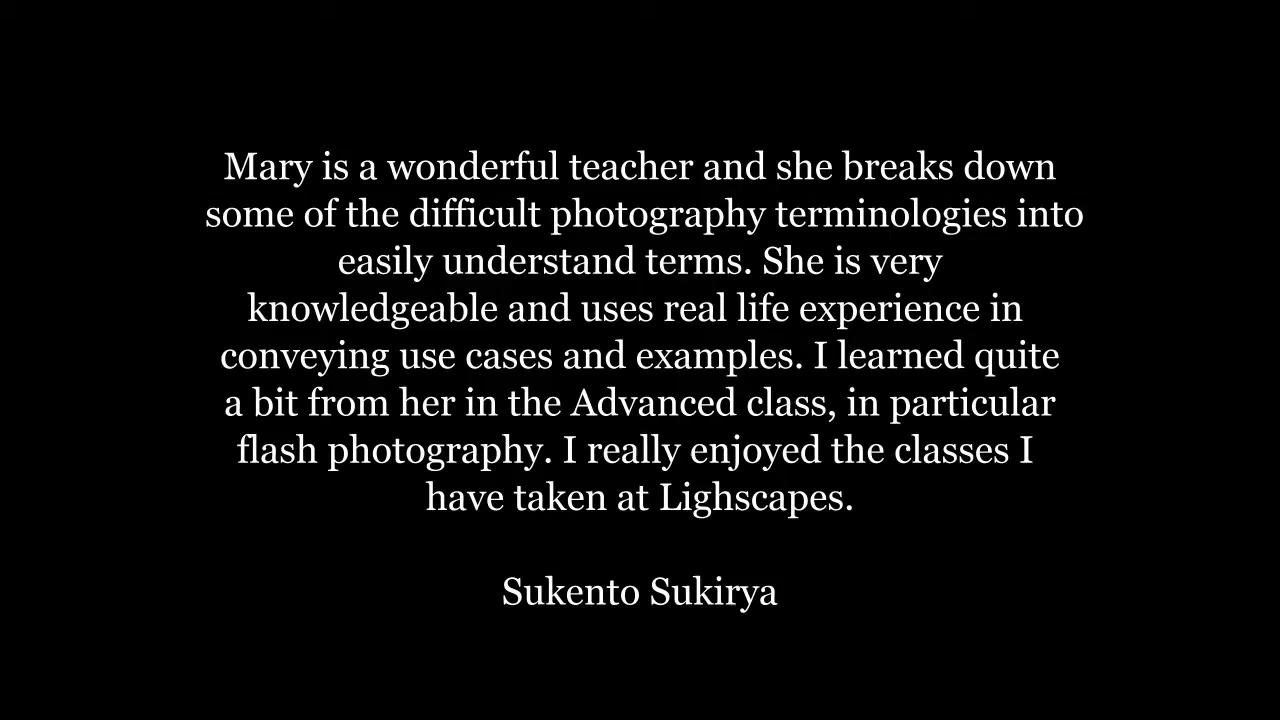 Mary is a wonderful teacher and she breaks down
some of the difficult photography terminologies into
easily understand terms. She is very
knowledgeable and uses real life experience in
conveying use cases and examples. I learned quite
a bit from her in the Advanced class, in particular
flash photography. I really enjoyed the classes I
have taken at Lighscapes.
Sukento Sukirya